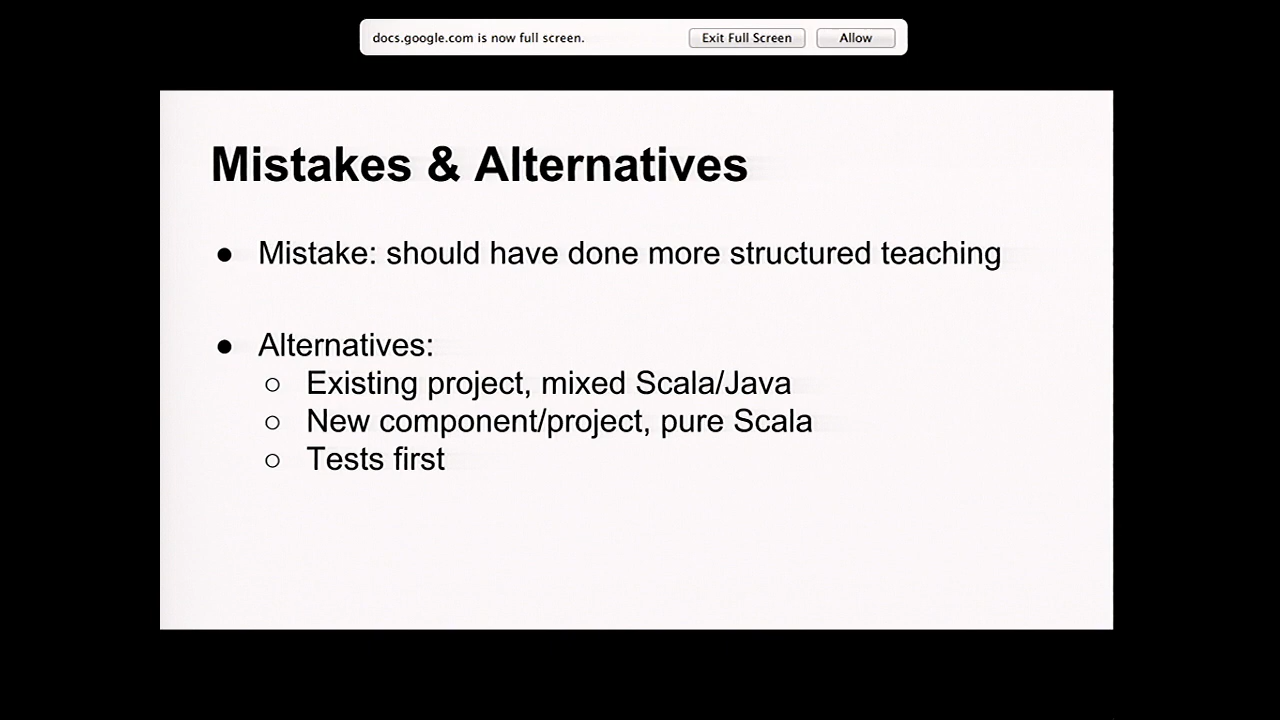 docs.google.com is now full screen. Exit Full Screen Allow
Mistakes & Alternatives
● Mistake: should have done more structured teaching
● Alternatives:
○ Existing project, mixed Scala/Java
○ New component/project, pure Scala
○ Tests first